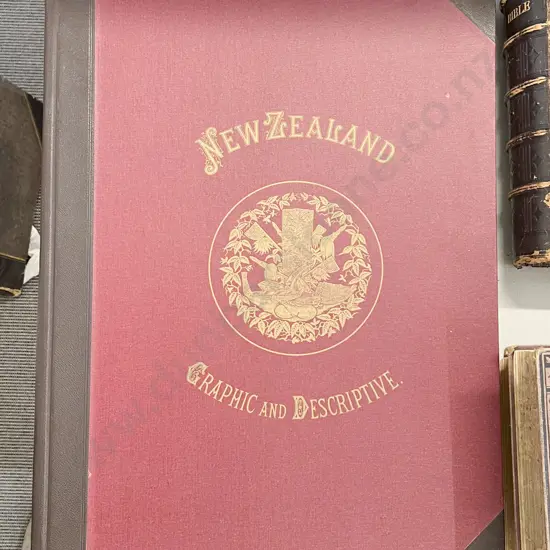 NEW ZEALAND
GRAPHIC AND DESCRIPTIVE.
BIBLE